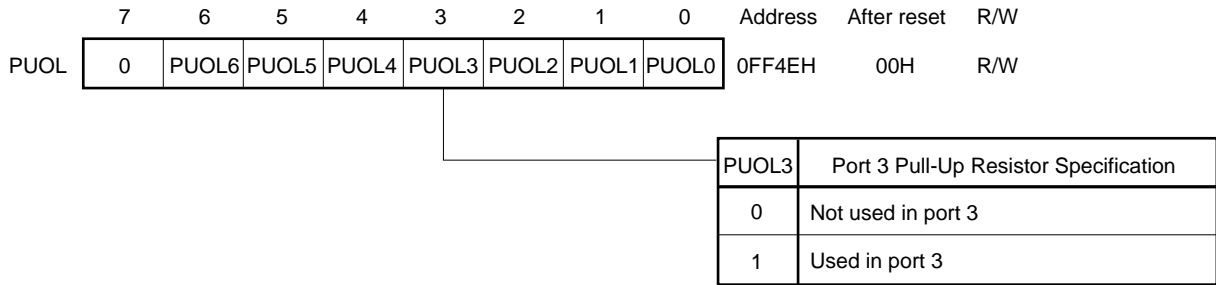 7 6 5 4 3 2 1 0 Address After reset R/W
PUOL 0 PUOL6 PUOL5 PUOL4 PUOL3 PUOL2 PUOL1 PUOL0 0FF4EH 00H R/W
PUOL3 Port 3 Pull-Up Resistor Specification
0 Not used in port 3
1 Used in port 3